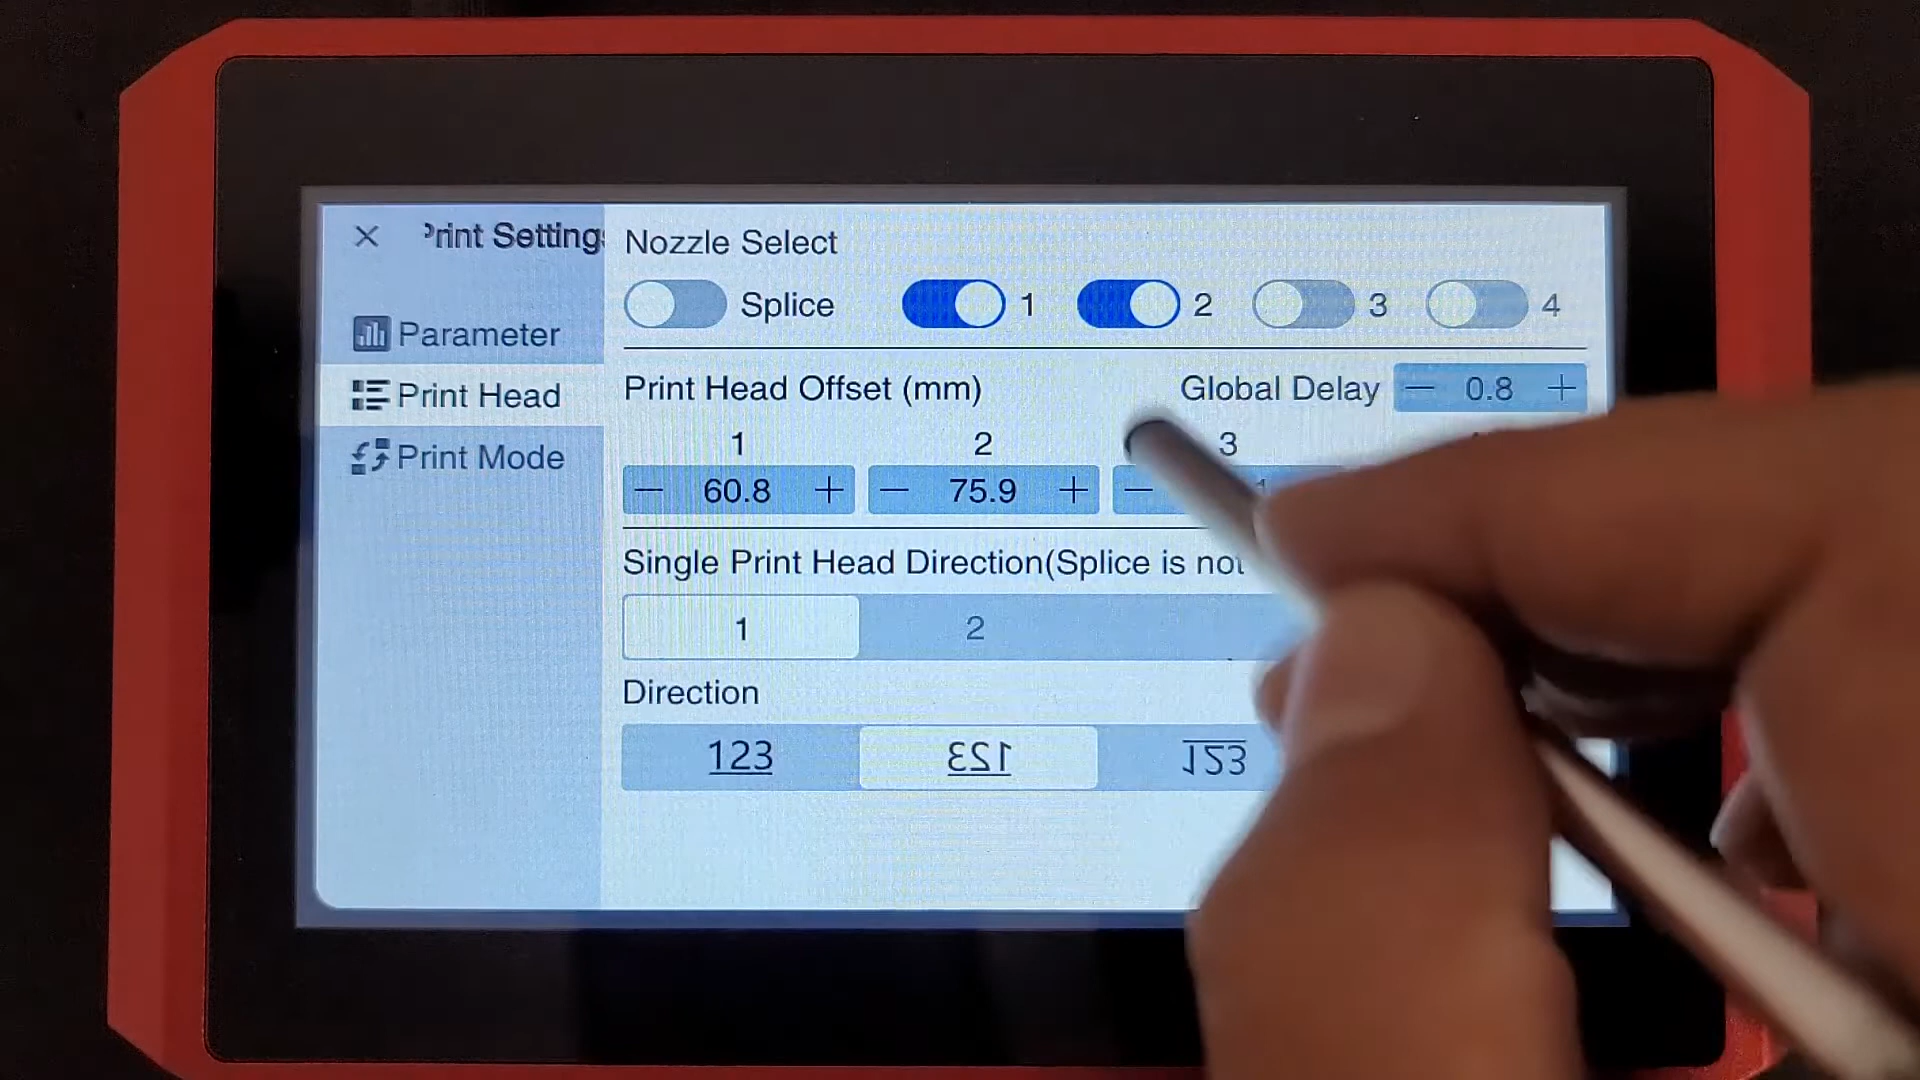 Print Settings
Parameter
Print Head
Print Mode
Nozzle Select
Splice 1 2 3 4
Print Head Offset (mm) Global Delay 0.8
1 2 3
60.8 75.9
Single Print Head Direction(Splice is not
1 2
Direction
123 123 123